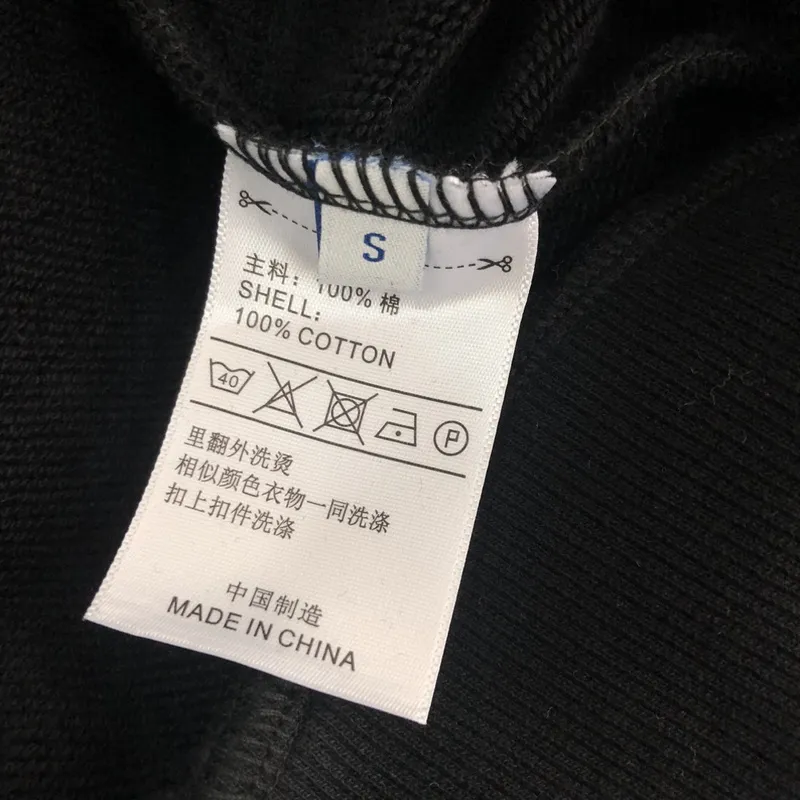 S
主料：100% 棉
SHELL:
100% COTTON
40
P
里翻外洗烫
相似颜色衣物一同洗涤
扣上扣件洗涤
中国制造
MADE IN CHINA